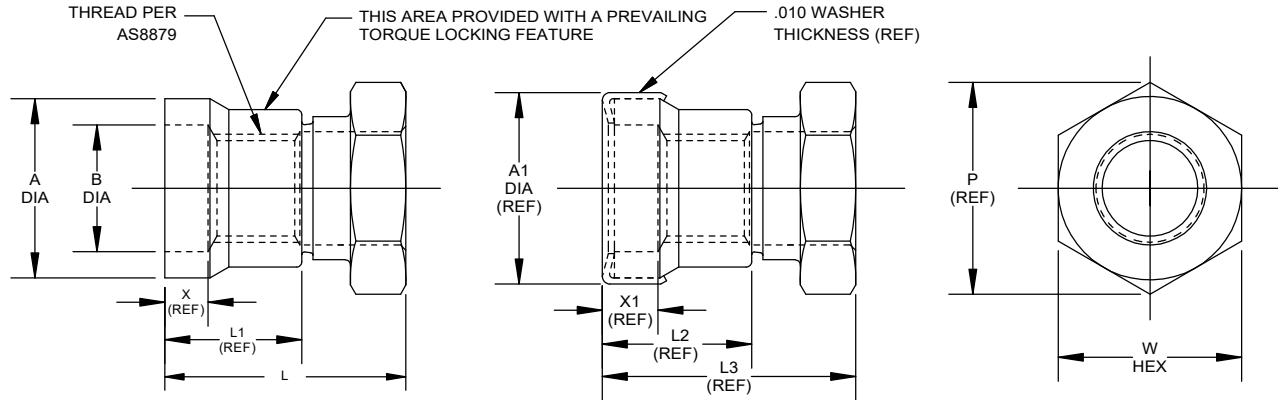 THREAD PER
AS8879
THIS AREA PROVIDED WITH A PREVAILING
TORQUE LOCKING FEATURE
.010 WASHER
THICKNESS (REF)
A
DIA
B
DIA
X
(REF)
L1
(REF)
L
A1
DIA
(REF)
X1
(REF)
L2
(REF)
L3
(REF)
P
(REF)
W
HEX